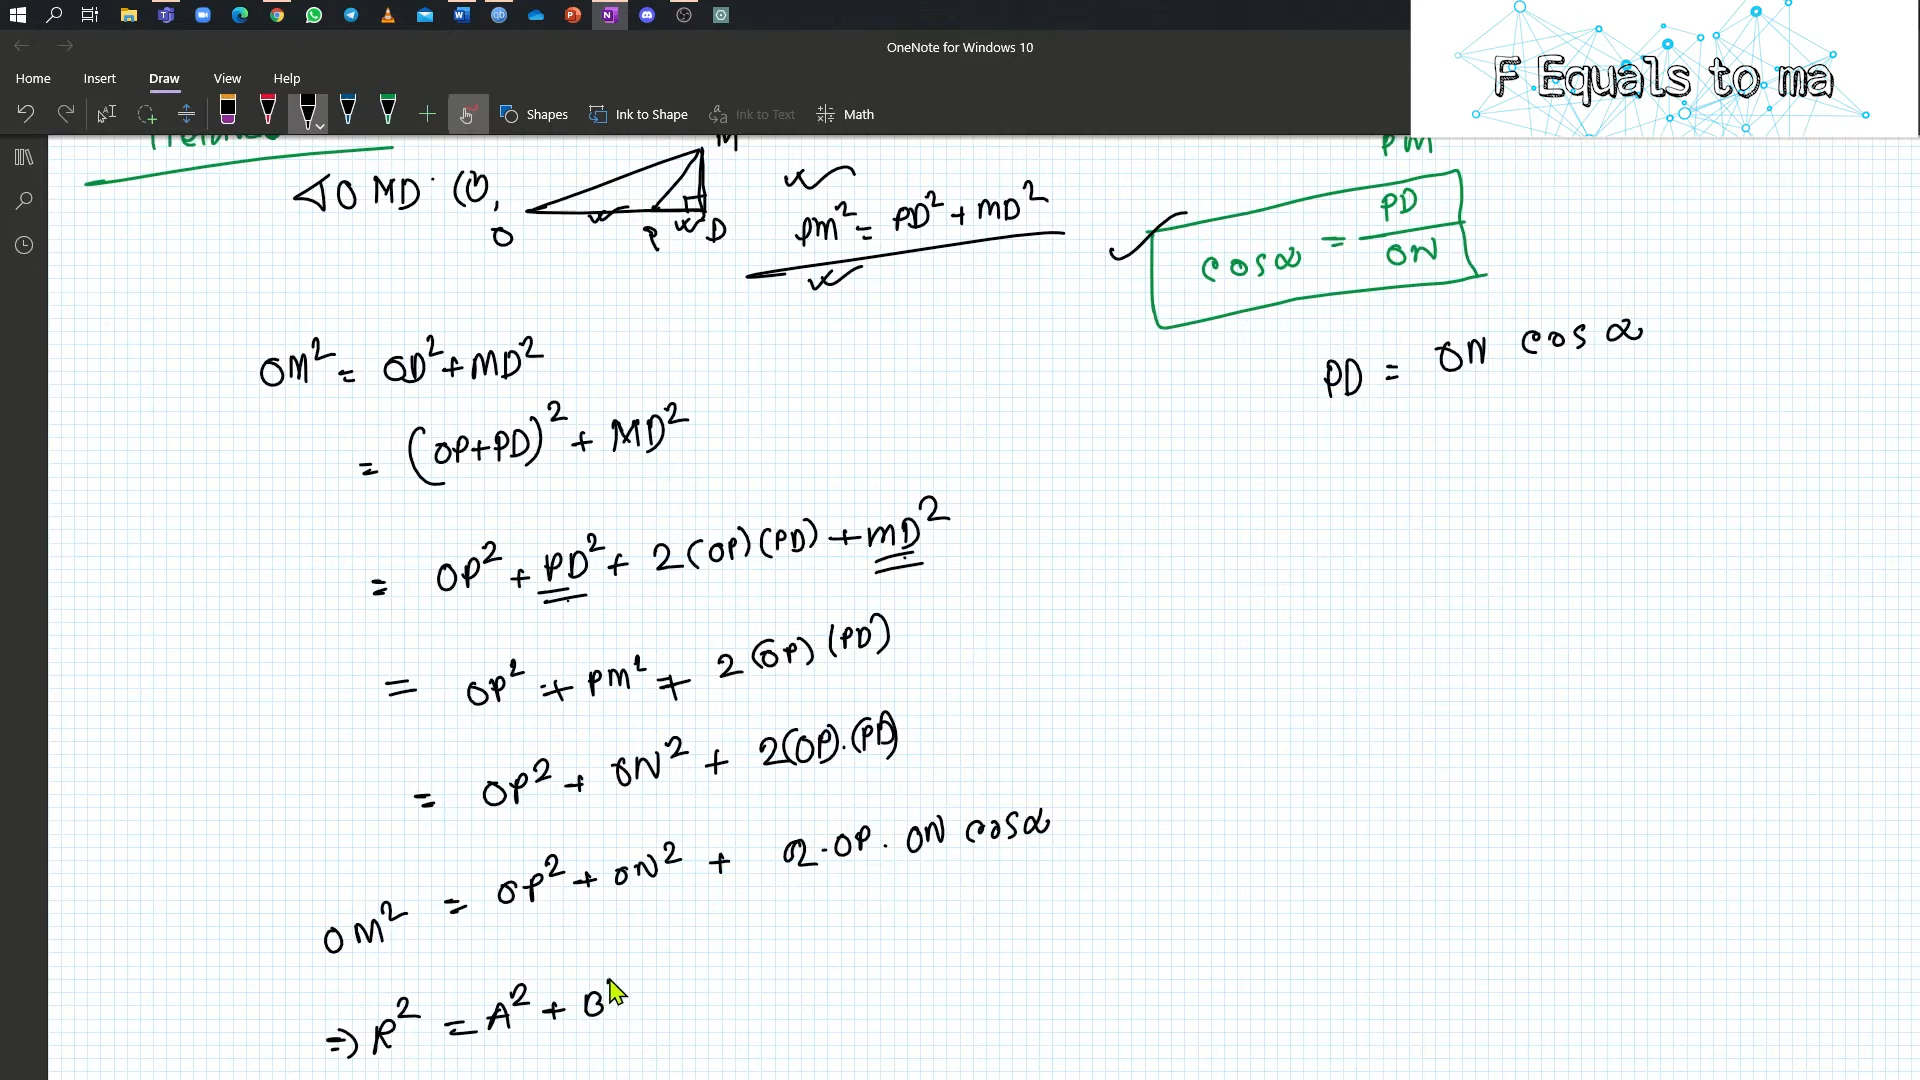 OneNote for Windows 10
F Equals to ma
Home Insert Draw View Help
Shapes Ink to Shape Ink to Text Math
M
PM
◁OMD (1),
O P D
PM² = PD² + MD²
cosα = PD/ON
OM² = OD² + MD²
PD = ON cos α
= (OP+PD)² + MD²
= OP² + PD² + 2(OP)(PD) + MD²
= OP² + PM² + 2(OP)(PD)
= OP² + ON² + 2(OP).(PD)
OM² = OP² + ON² + 2.OP.ON cosα
=> R² = A² + B